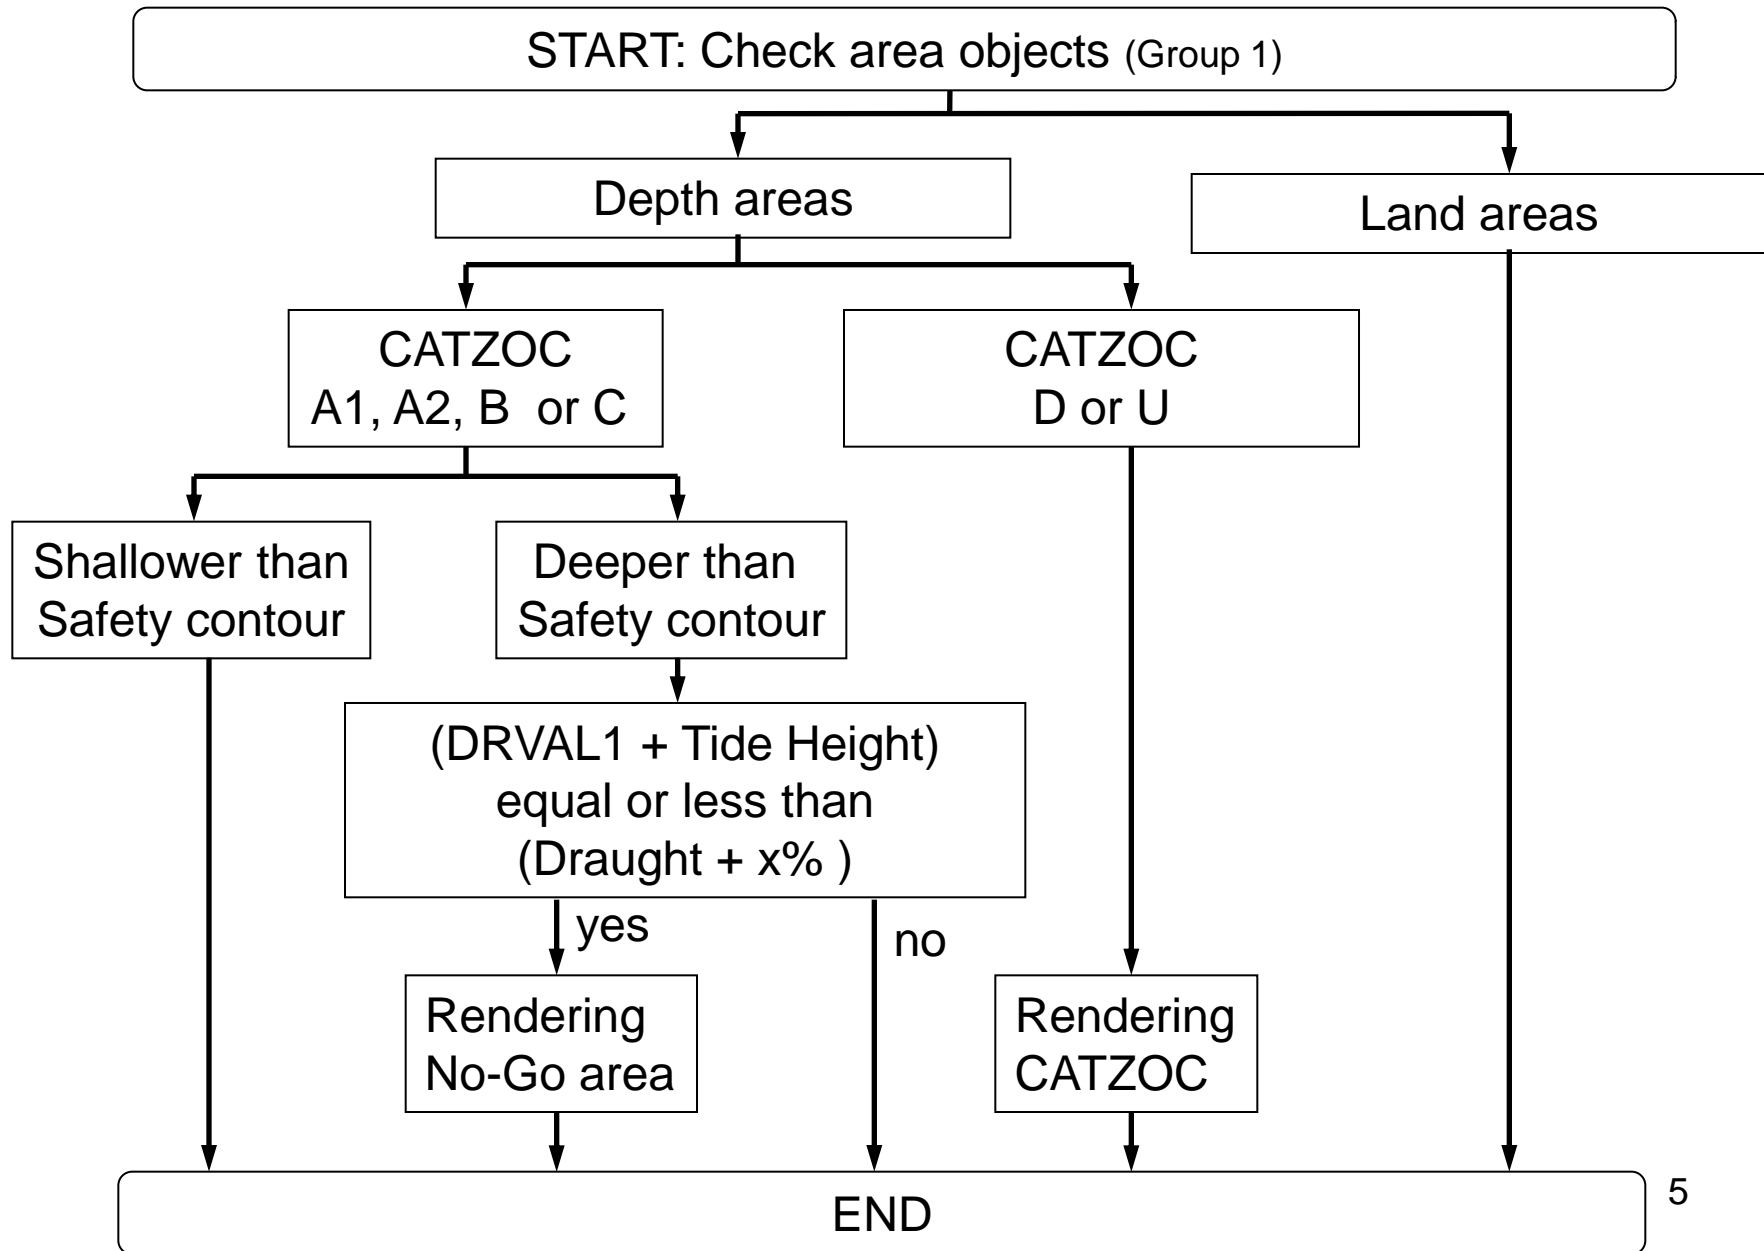 START: Check area objects (Group 1)
Depth areas
Land areas
CATZOC
A1, A2, B or C
CATZOC
D or U
Shallower than
Safety contour
Deeper than
Safety contour
(DRVAL1 + Tide Height)
equal or less than
(Draught + x% )
yes
no
Rendering
No-Go area
Rendering
CATZOC
END
5